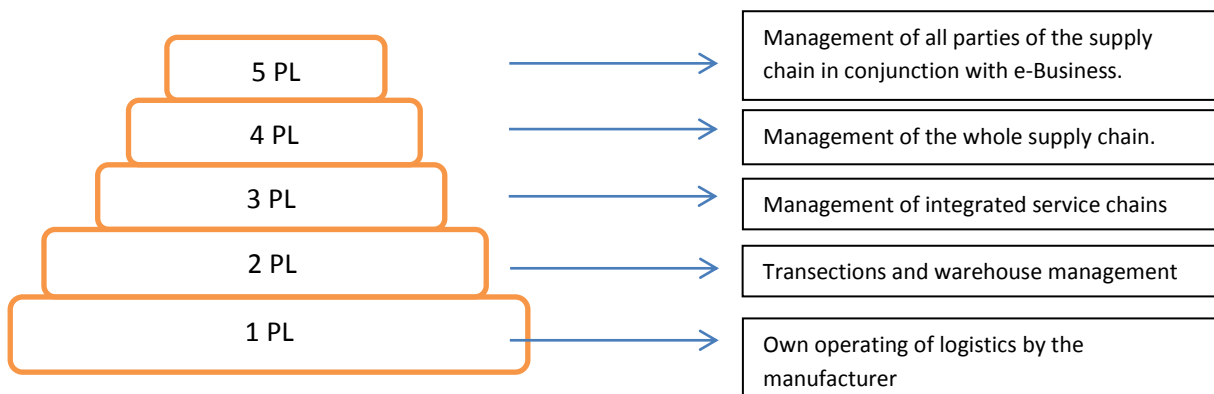 5 PL
Management of all parties of the supply
chain in conjunction with e-Business.
4 PL
Management of the whole supply chain.
3 PL
Management of integrated service chains
2 PL
Transections and warehouse management
1 PL
Own operating of logistics by the
manufacturer